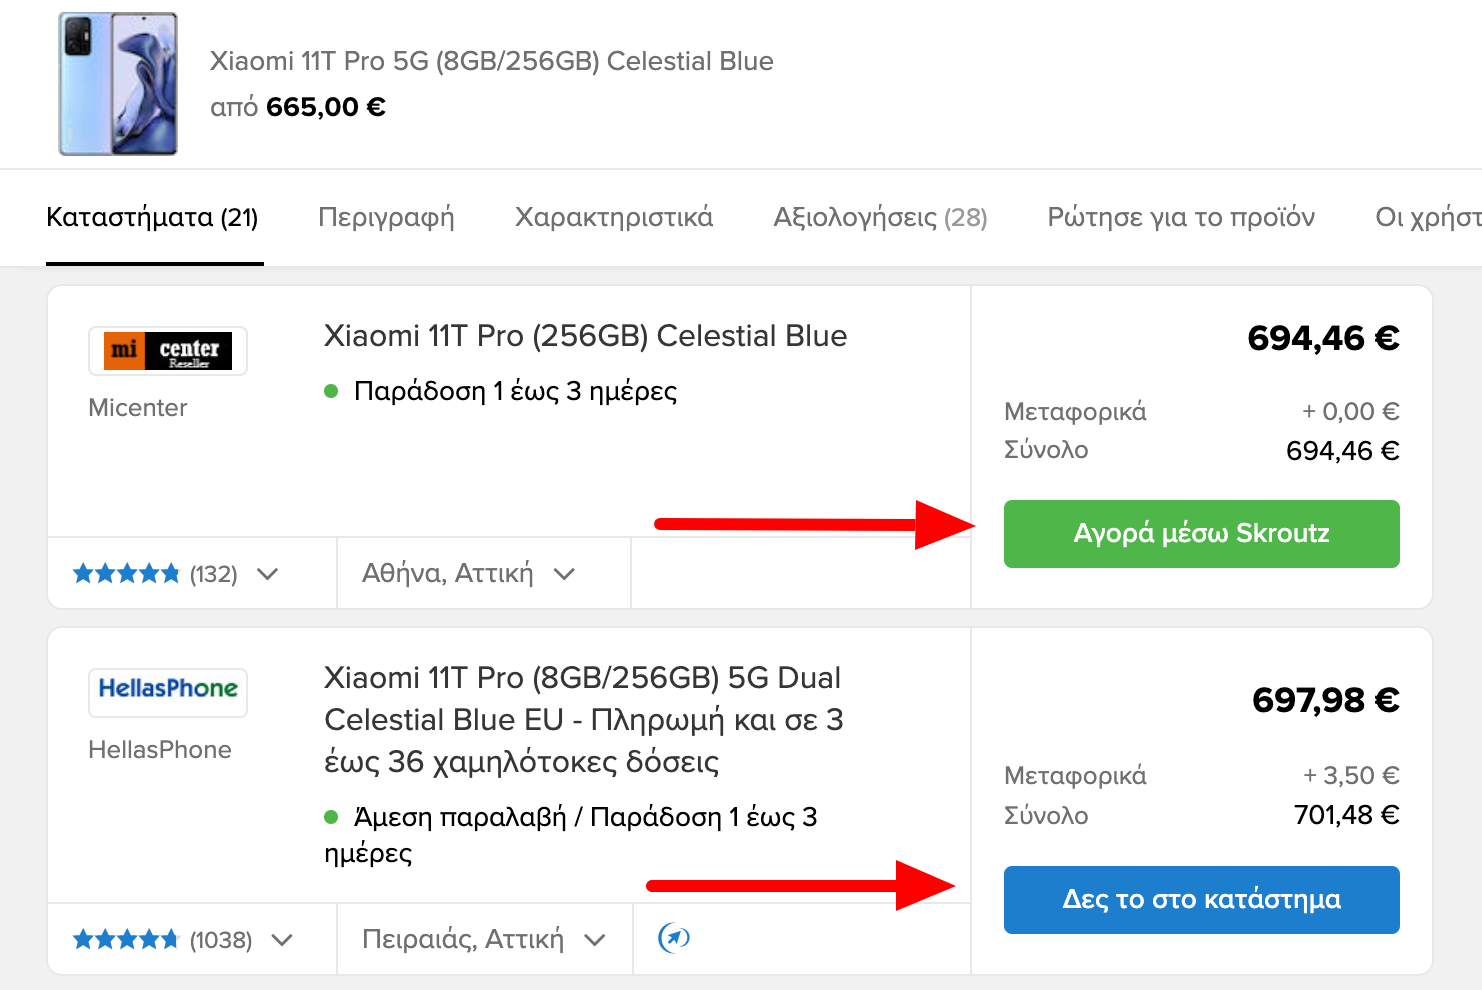 Xiaomi 11T Pro 5G (8GB/256GB) Celestial Blue
από 665,00 €
Καταστήματα (21)
Περιγραφή
Χαρακτηριστικά
Αξιολογήσεις (28)
Ρώτησε για το προϊόν
Οι χρήστ
mi center
Reseller
Micenter
Xiaomi 11T Pro (256GB) Celestial Blue
Παράδοση 1 έως 3 ημέρες
694,46 €
Μεταφορικά + 0,00 €
Σύνολο 694,46 €
Αγορά μέσω Skroutz
(132)
Αθήνα, Αττική
HellasPhone
HellasPhone
Xiaomi 11T Pro (8GB/256GB) 5G Dual
Celestial Blue EU - Πληρωμή και σε 3
έως 36 χαμηλότοκες δόσεις
Άμεση παραλαβή / Παράδοση 1 έως 3
ημέρες
697,98 €
Μεταφορικά + 3,50 €
Σύνολο 701,48 €
Δες το στο κατάστημα
(1038)
Πειραιάς, Αττική